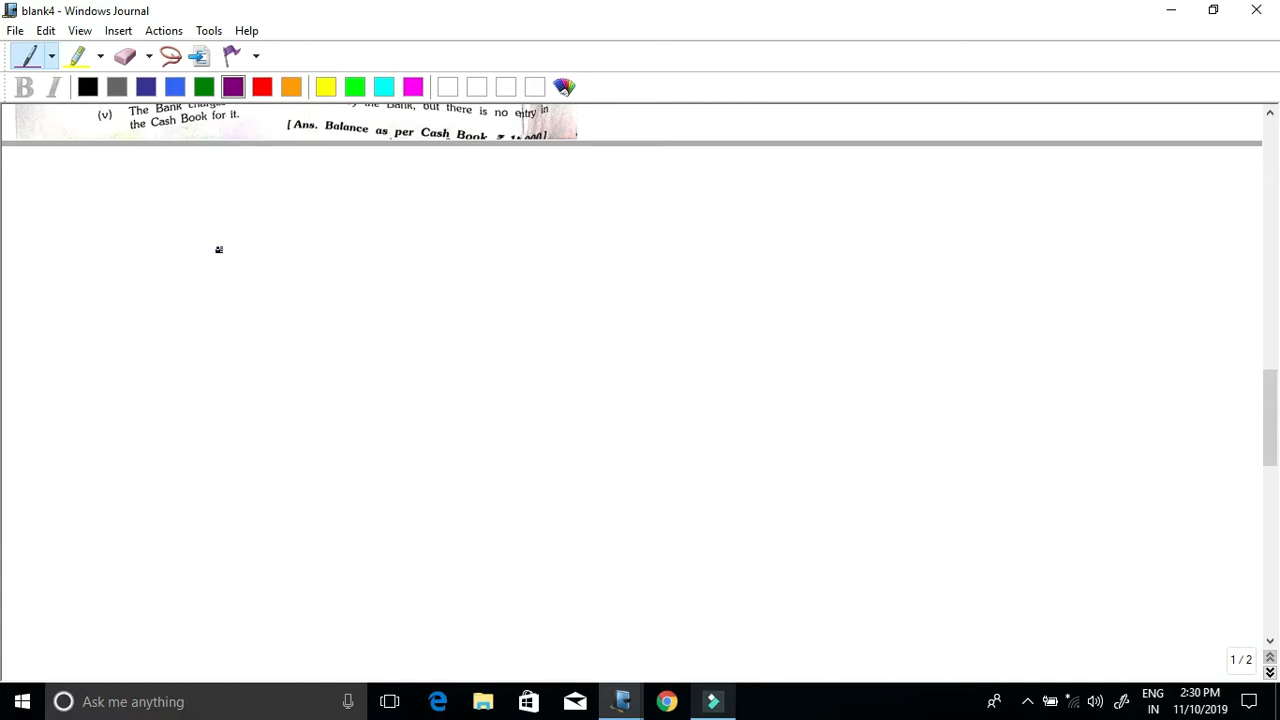 blank4 - Windows Journal
File Edit View Insert Actions Tools Help
B I
(v) The Bank charges the Bank, but there is no entry in
the Cash Book for it.
[Ans. Balance as per Cash Book ₹
1 / 2
Ask me anything
ENG 2:30 PM
IN 11/10/2019